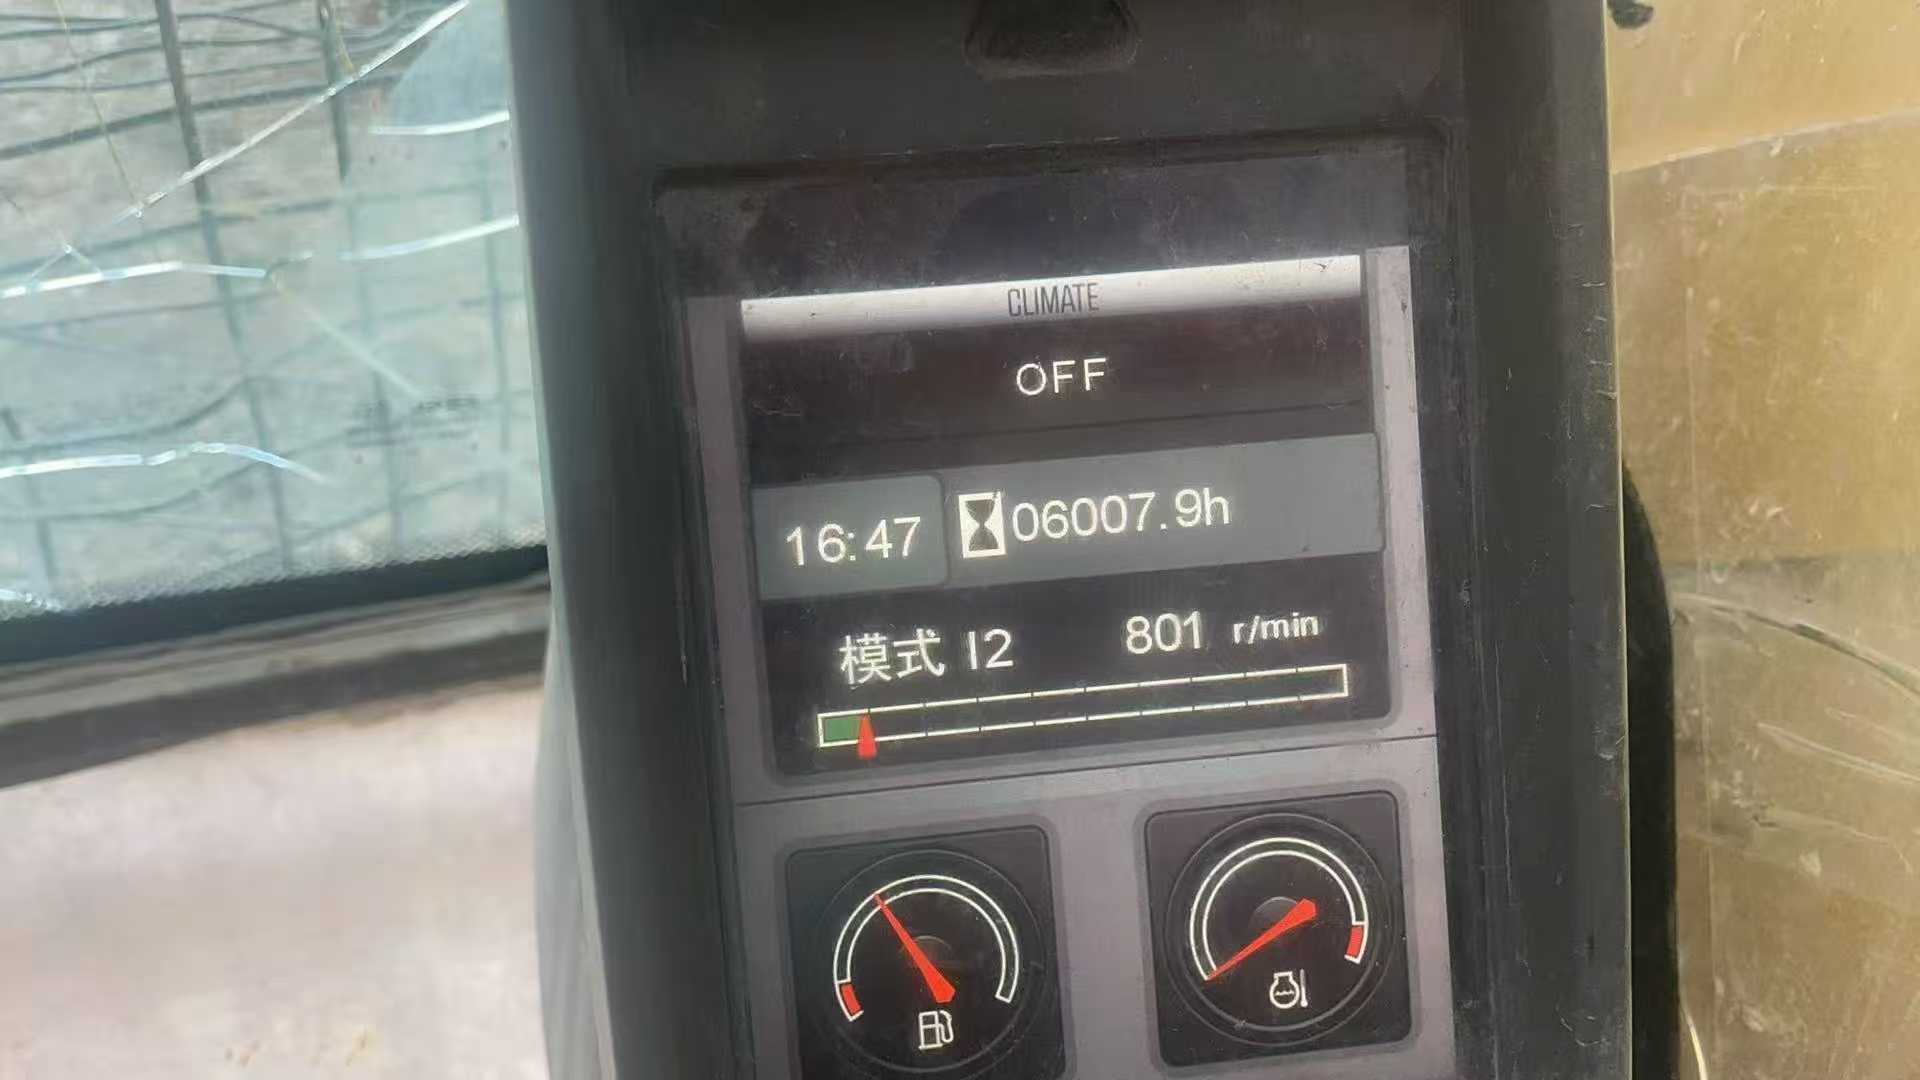 CLIMATE
OFF
16:47 06007.9h
模式 I2 801 r/min